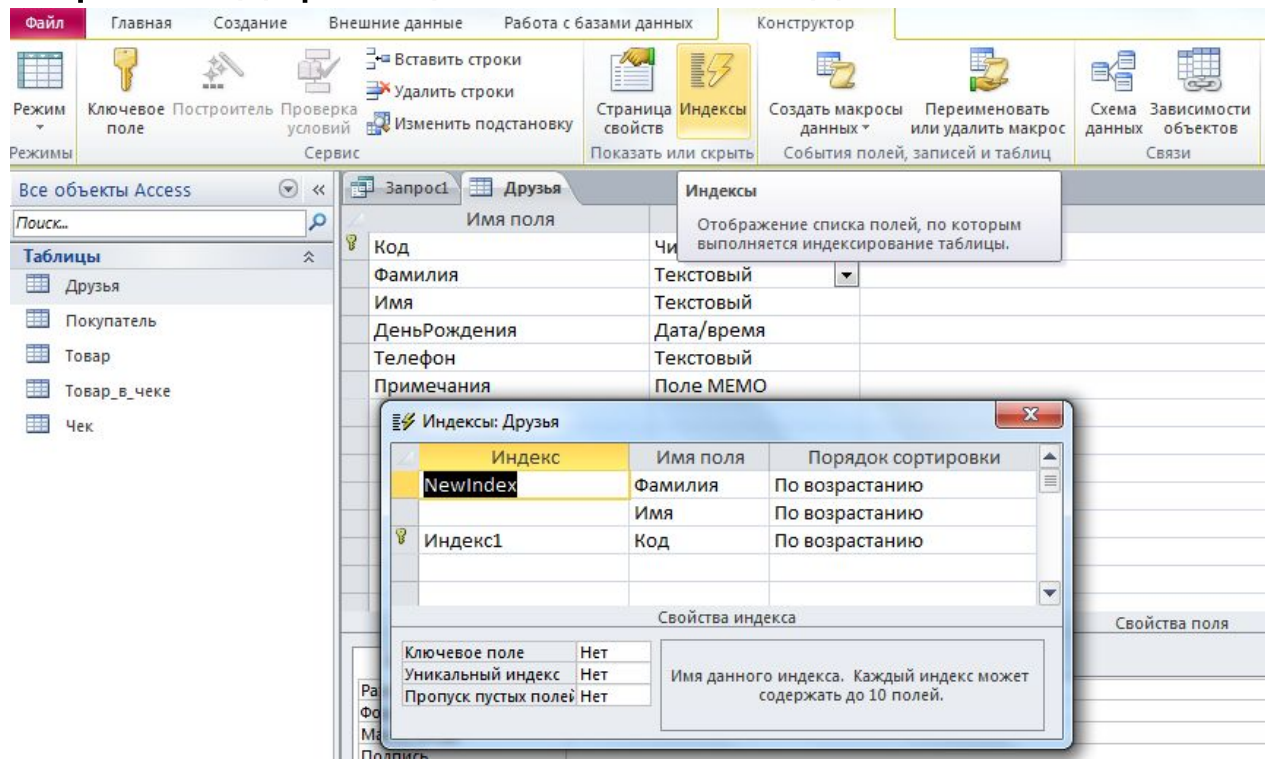 Файл Главная Создание Внешние данные Работа с базами данных Конструктор
Вставить строки
Удалить строки
Изменить подстановку
Режим Ключевое поле Построитель Проверка условий Страница свойств Индексы Создать макросы данных Переименовать или удалить макрос Схема данных Зависимости объектов
Режимы Сервис Показать или скрыть События полей, записей и таблиц Связи
Все объекты Access «
Поиск...
Таблицы
Друзья
Покупатель
Товар
Товар_в_чеке
Чек
Запрос1 Друзья
Индексы
Отображение списка полей, по которым
выполняется индексирование таблицы.
Имя поля
Код Чи
Фамилия Текстовый
Имя Текстовый
ДеньРождения Дата/время
Телефон Текстовый
Примечания Поле MEMO
Индексы: Друзья
Индекс Имя поля Порядок сортировки
NewIndex Фамилия По возрастанию
Имя По возрастанию
Индекс1 Код По возрастанию
Свойства индекса
Ключевое поле Нет
Уникальный индекс Нет
Пропуск пустых полей Нет
Имя данного индекса. Каждый индекс может
содержать до 10 полей.
Свойства поля
Ра
Фо